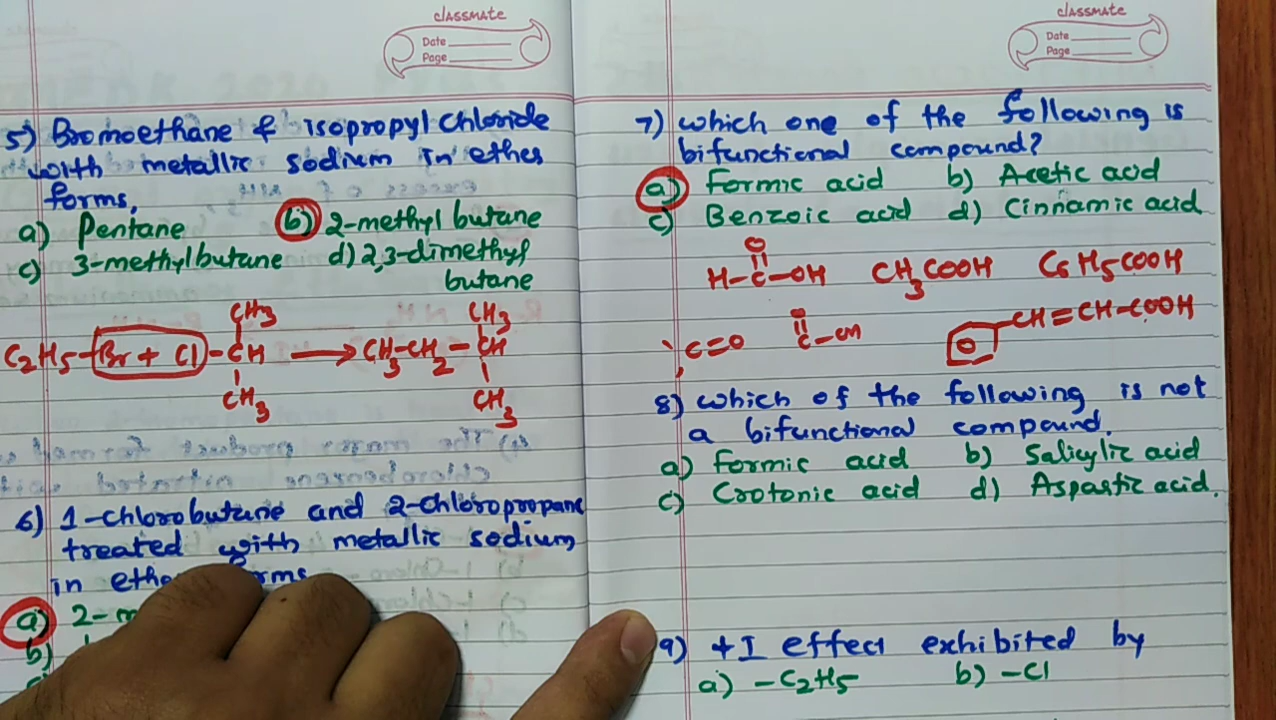 classmate
Date
Page
5) Bromoethane & isopropyl chloride
with metallic sodium in ether
forms,
a) Pentane b) 2-methyl butane
c) 3-methylbutane d) 2,3-dimethyl
butane
CH3 CH3
C2H5-Br + Cl-CH → CH3-CH2-CH
CH3 CH3
6) 1-chlorobutane and 2-chloropropane
treated with metallic sodium
in
a) 2-
b)
classmate
Date
Page
7) which one of the following is
bifunctional compound?
a) Formic acid b) Acetic acid
c) Benzoic acid d) Cinnamic acid
O
H-C-OH CH3COOH C6H5COOH
C=O C-OH CH=CH-COOH
8) which of the following is not
a bifunctional compound.
a) Formic acid b) Salicylic acid
c) Crotonic acid d) Aspastic acid.
9) +I effect exhibited by
a) -C2H5 b) -Cl